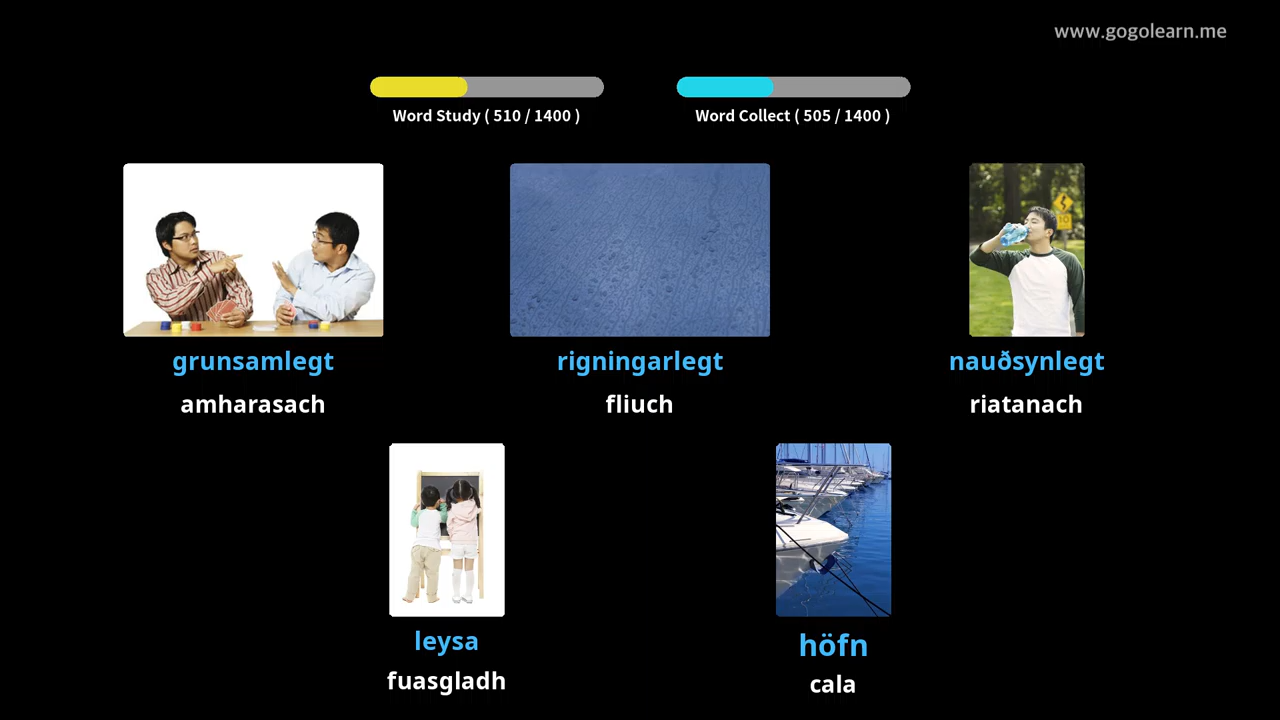 www.gogolearn.me
Word Study ( 510 / 1400 )
Word Collect ( 505 / 1400 )
grunsamlegt
rigningarlegt
nauðsynlegt
amharasach
fliuch
riatanach
leysa
höfn
fuasgladh
cala